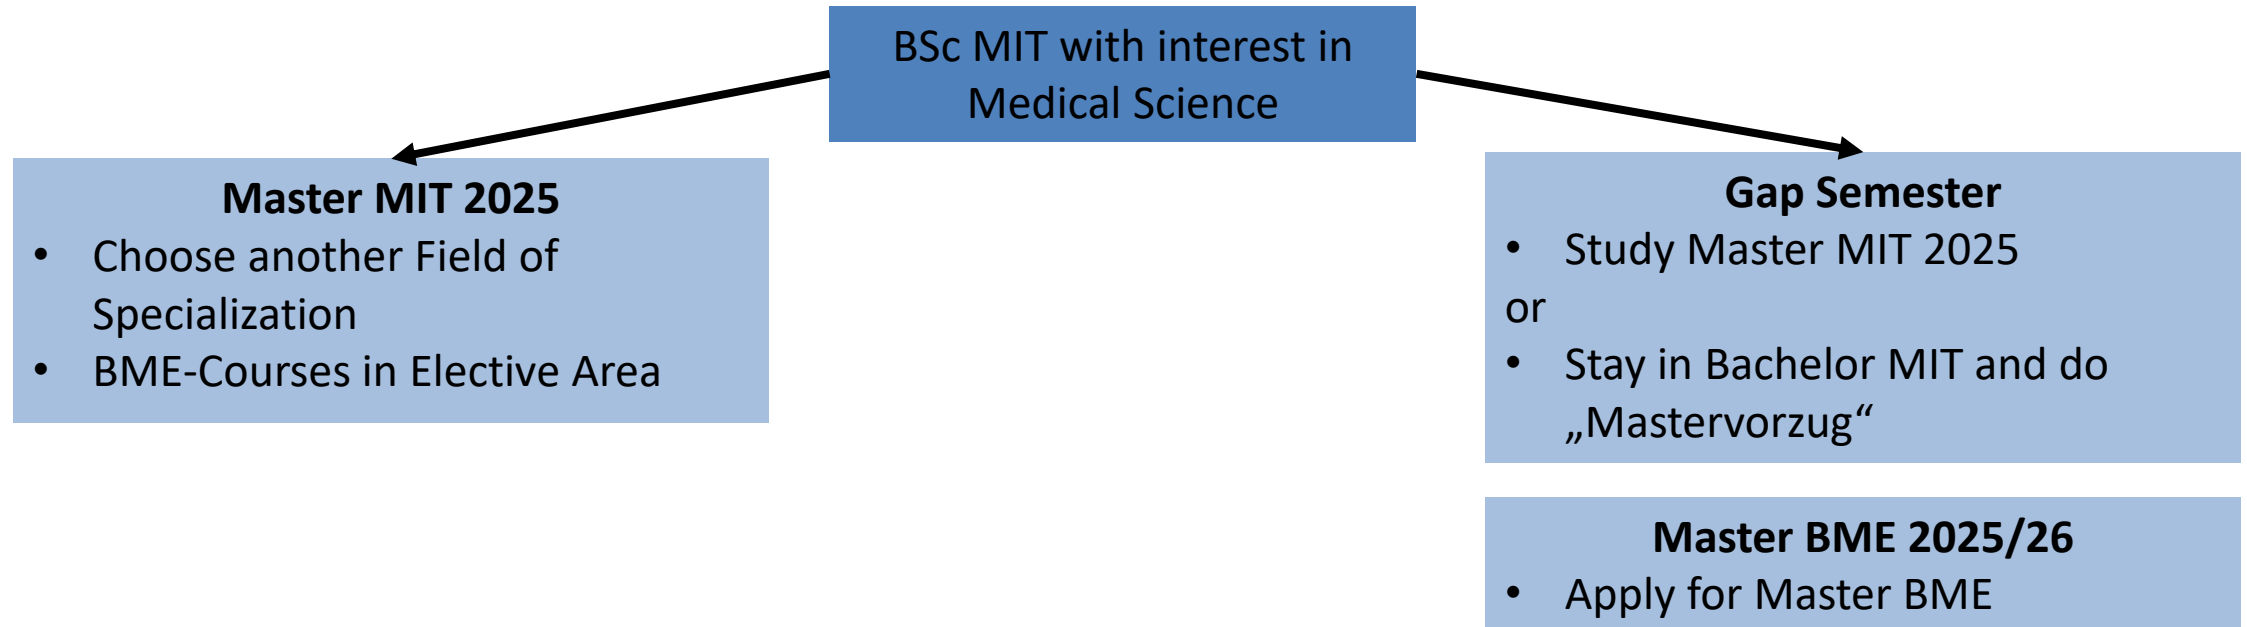 BSc MIT with interest in
Medical Science
Master MIT 2025
• Choose another Field of
Specialization
• BME-Courses in Elective Area
Gap Semester
• Study Master MIT 2025
or
• Stay in Bachelor MIT and do
„Mastervorzug“
Master BME 2025/26
• Apply for Master BME